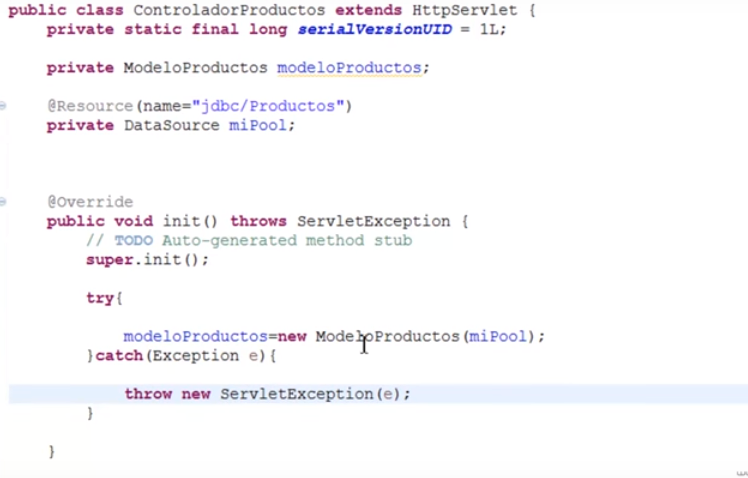 public class ControladorProductos extends HttpServlet {
private static final long serialVersionUID = 1L;
private ModeloProductos modeloProductos;
@Resource(name="jdbc/Productos")
private DataSource miPool;
@Override
public void init() throws ServletException {
// TODO Auto-generated method stub
super.init();
try{
modeloProductos=new ModeloProductos(miPool);
}catch(Exception e){
throw new ServletException(e);
}
}